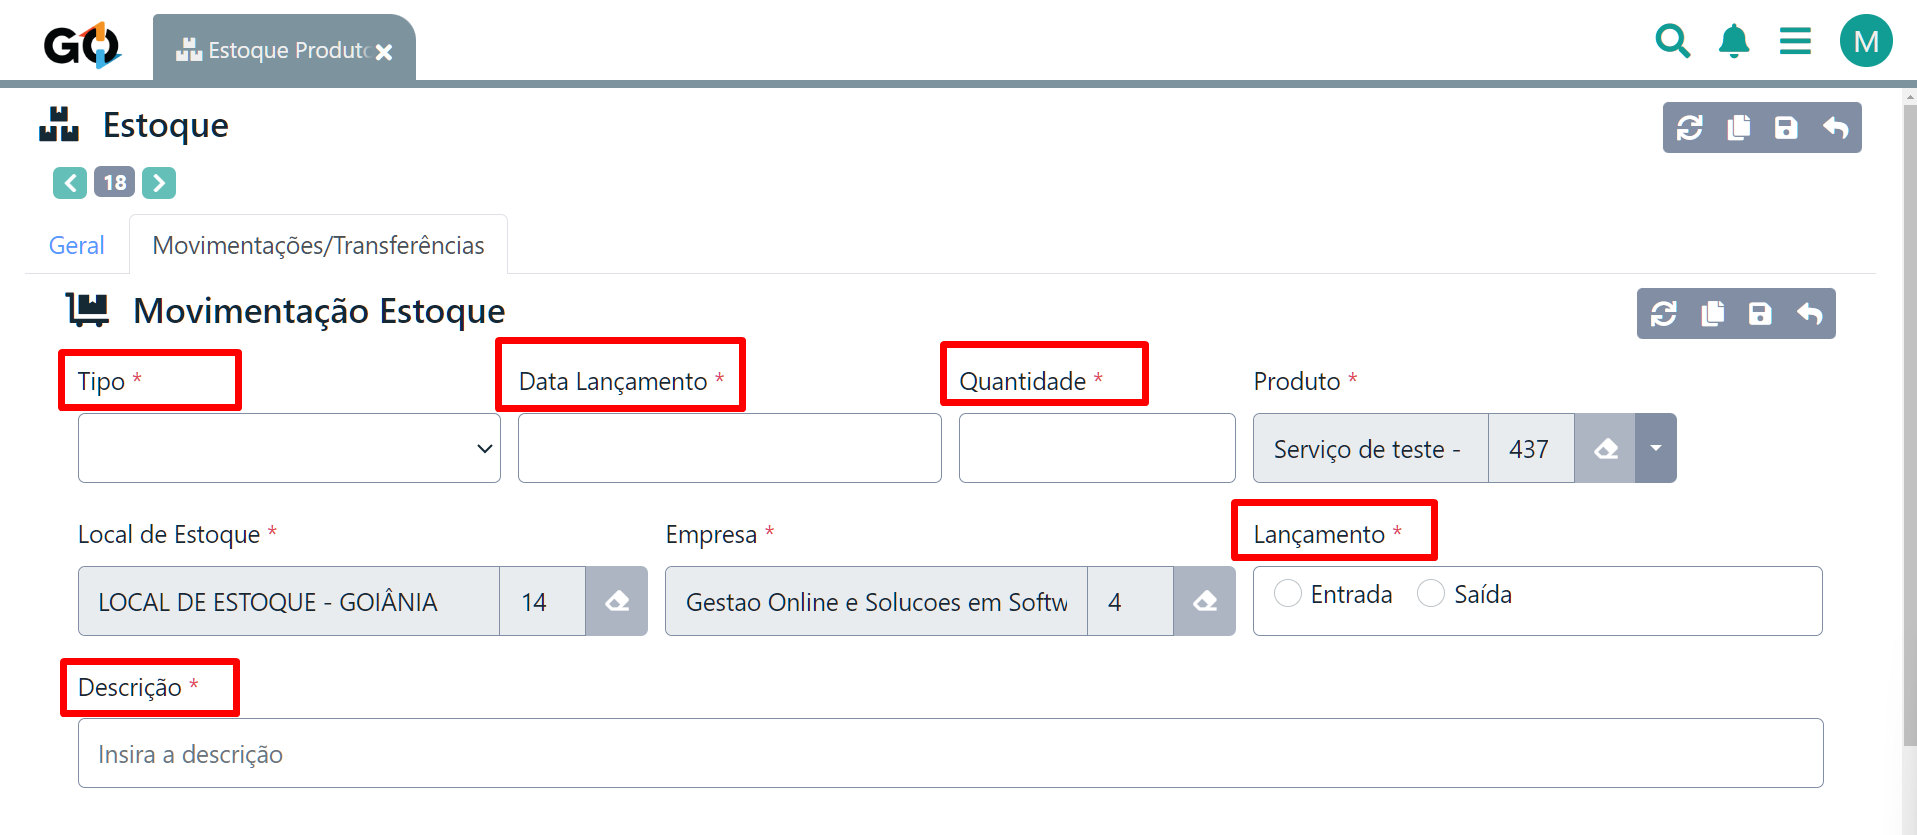 GO
Estoque Produto
M
Estoque
18
Geral
Movimentações/Transferências
Movimentação Estoque
Tipo *
Data Lançamento *
Quantidade *
Produto *
Serviço de teste -
437
Local de Estoque *
Empresa *
Lançamento *
LOCAL DE ESTOQUE - GOIÂNIA
14
Gestao Online e Solucoes em Softw
4
Entrada
Saída
Descrição *
Insira a descrição